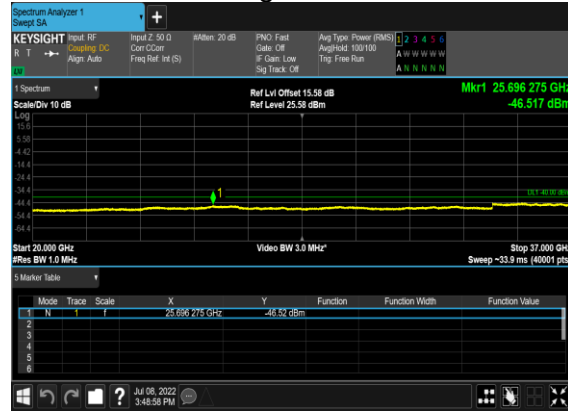 Spectrum Analyzer 1
Swept SA
+
KEYSIGHT Input: RF Input Z: 50 Ω #Atten: 20 dB PNO: Fast Avg Type: Power (RMS) 1 2 3 4 5 6
R T Coupling: DC Corr CCorr Gate: Off Avg|Hold: 100/100 A W W W W W
Align: Auto Freq Ref: Int (S) IF Gain: Low Trig: Free Run
Sig Track: Off A N N N N N
1 Spectrum Ref Lvl Offset 15.58 dB Mkr1 25.696 275 GHz
Scale/Div 10 dB Ref Level 25.58 dBm -46.517 dBm
Log
15.6
5.58
-4.42
-14.4
-24.4
-34.4 1
-44.4
-54.4
-64.4
Start 20.000 GHz Video BW 3.0 MHz* Stop 37.000 GHz
#Res BW 1.0 MHz Sweep ~33.9 ms (40001 pts)
5 Marker Table
Mode Trace Scale X Y Function Function Width Function Value
1 N 1 f 25.696 275 GHz -46.52 dBm
2
3
4
5
6
? Jul 08, 2022
3:48:58 PM